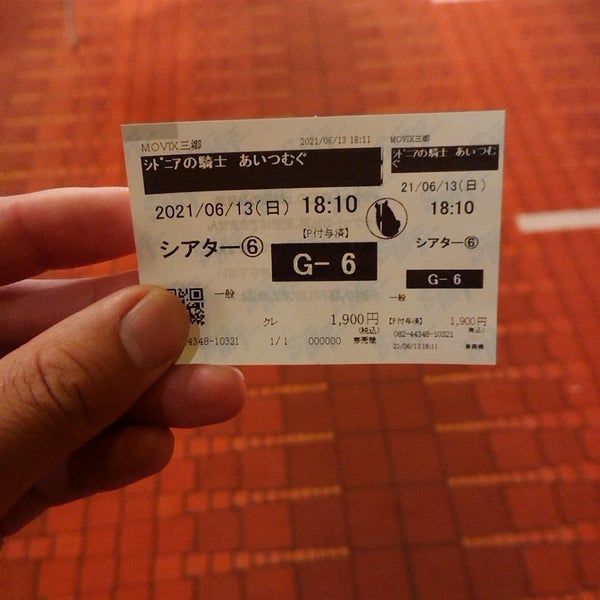 MOVIX三郷
2021/06/13 18:11
シドニアの騎士 あいつむぐ
2021/06/13(日) 18:10
【P付与済】
シアター⑥
G- 6
一般
クレ
1,900円
(税込)
44348-10321
1/1
000000
券売機
MOVIX三郷
シドニアの騎士 あいつむ
ぐ
21/06/13(日)
18:10
シアター⑥
G- 6
一般
【P付与済】
1,900円
(税込)
082-44348-10321
21/06/13 18:11
券売機